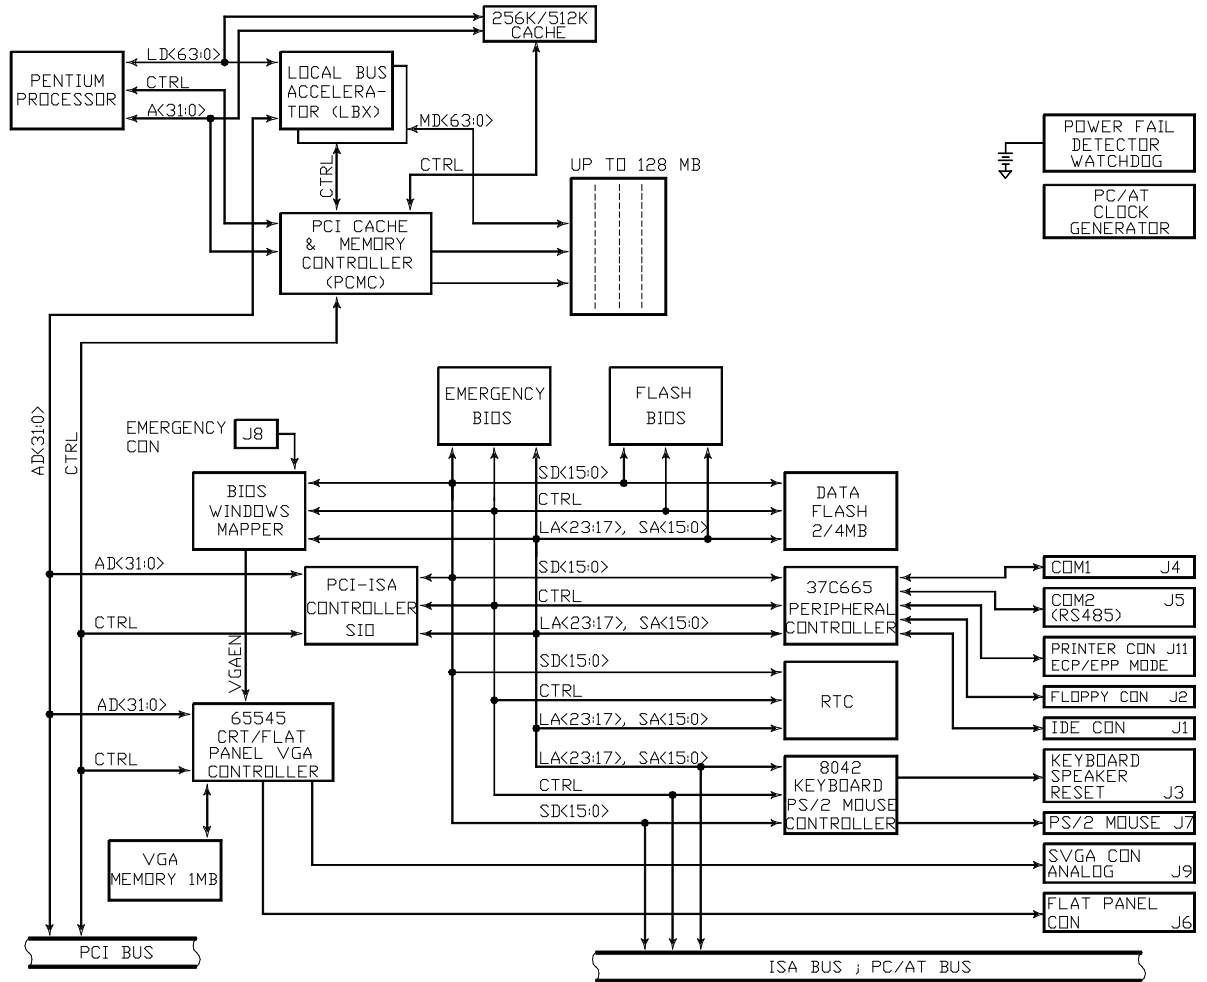 256K/512K
CACHE
LD<63:0>
PENTIUM
PROCESSOR
CTRL
A<31:0>
LOCAL BUS
ACCELERA-
TOR (LBX)
MD<63:0>
CTRL
CTRL
UP TO 128 MB
POWER FAIL
DETECTOR
WATCHDOG
PC/AT
CLOCK
GENERATOR
PCI CACHE
& MEMORY
CONTROLLER
(PCMC)
AD<31:0>
CTRL
EMERGENCY
BIOS
FLASH
BIOS
EMERGENCY
CON
J8
BIOS
WINDOWS
MAPPER
SD<15:0>
CTRL
LA<23:17>, SA<15:0>
DATA
FLASH
2/4MB
AD<31:0>
CTRL
PCI-ISA
CONTROLLER
SIO
SD<15:0>
CTRL
LA<23:17>, SA<15:0>
37C665
PERIPHERAL
CONTROLLER
COM1 J4
COM2 J5
(RS485)
PRINTER CON J11
ECP/EPP MODE
FLOPPY CON J2
IDE CON J1
VGAEN
SD<15:0>
CTRL
LA<23:17>, SA<15:0>
RTC
AD<31:0>
CTRL
65545
CRT/FLAT
PANEL VGA
CONTROLLER
LA<23:17>, SA<15:0>
CTRL
SD<15:0>
8042
KEYBOARD
PS/2 MOUSE
CONTROLLER
KEYBOARD
SPEAKER
RESET J3
PS/2 MOUSE J7
VGA
MEMORY 1MB
SVGA CON
ANALOG J9
FLAT PANEL
CON J6
PCI BUS
ISA BUS ; PC/AT BUS